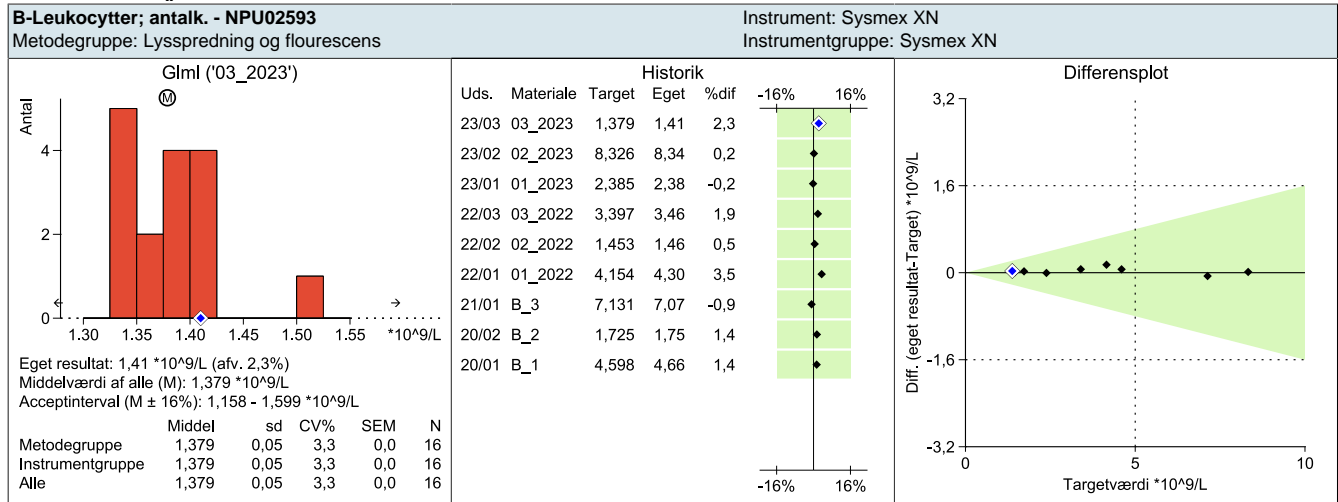 B-Leukocytter; antalk. - NPU02593
Instrument: Sysmex XN
Metodegruppe: Lysspredning og flourescens
Instrumentgruppe: Sysmex XN
Glml ('03_2023')
M
Antal
4
2
0
1.30 1.35 1.40 1.45 1.50 1.55 *10^9/L
Eget resultat: 1,41 *10^9/L (afv. 2,3%)
Middelværdi af alle (M): 1,379 *10^9/L
Acceptinterval (M ± 16%): 1,158 - 1,599 *10^9/L
Middel sd CV% SEM N
Metodegruppe 1,379 0,05 3,3 0,0 16
Instrumentgruppe 1,379 0,05 3,3 0,0 16
Alle 1,379 0,05 3,3 0,0 16
Historik
Uds. Materiale Target Eget %dif -16% 16%
23/03 03_2023 1,379 1,41 2,3
23/02 02_2023 8,326 8,34 0,2
23/01 01_2023 2,385 2,38 -0,2
22/03 03_2022 3,397 3,46 1,9
22/02 02_2022 1,453 1,46 0,5
22/01 01_2022 4,154 4,30 3,5
21/01 B_3 7,131 7,07 -0,9
20/02 B_2 1,725 1,75 1,4
20/01 B_1 4,598 4,66 1,4
-16% 16%
Differensplot
Diff. (eget resultat-Target) *10^9/L
3,2
1,6
0
-1,6
-3,2
0 5 10
Targetværdi *10^9/L